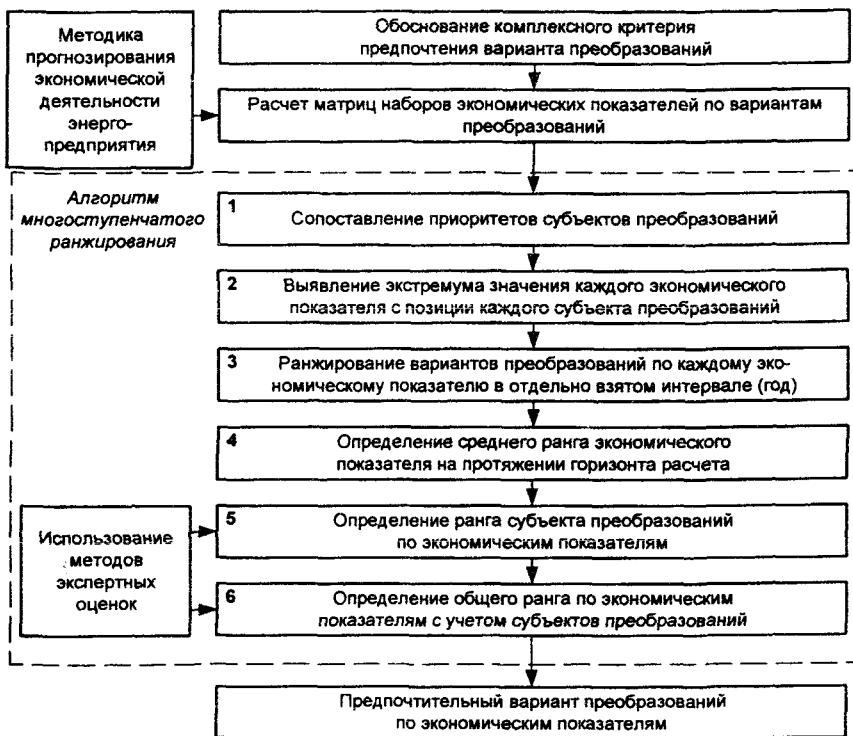 Методика
прогнозирования
экономической
деятельности
энерго-
предприятия
Обоснование комплексного критерия
предпочтения варианта преобразований
Расчет матриц наборов экономических показателей по вариантам
преобразований
Алгоритм
многоступенчатого
ранжирования
1
Сопоставление приоритетов субъектов преобразований
2
Выявление экстремума значения каждого экономического
показателя с позиции каждого субъекта преобразований
3
Ранжирование вариантов преобразований по каждому эко-
номическому показателю в отдельно взятом интервале (год)
4
Определение среднего ранга экономического
показателя на протяжении горизонта расчета
Использование
методов
экспертных
оценок
5
Определение ранга субъекта преобразований
по экономическим показателям
6
Определение общего ранга по экономическим
показателям с учетом субъектов преобразований
Предпочтительный вариант преобразований
по экономическим показателям